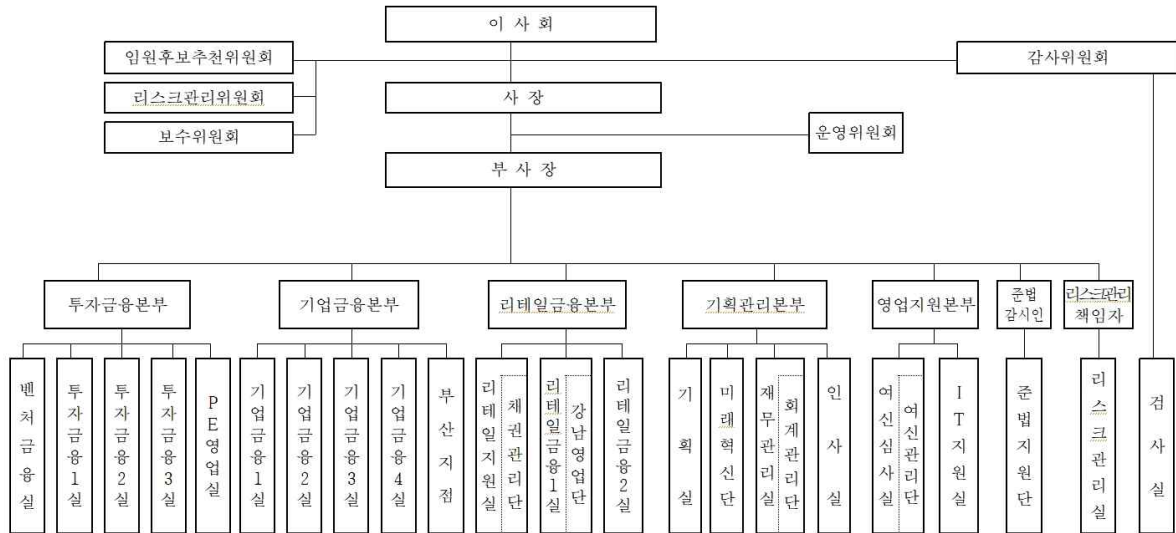 이 사 회
임원후보추천위원회
감사위원회
리스크관리위원회
사 장
보수위원회
운영위원회
부 사 장
투자금융본부
기업금융본부
리테일금융본부
기획관리본부
영업지원본부
준법
감시인
리스크관리
책임자
벤처금융실
투자금융1실
투자금융2실
투자금융3실
PE영업실
기업금융1실
기업금융2실
기업금융3실
기업금융4실
부산지점
리테일지원실
채권관리단
리테일금융1실
강남영업단
리테일금융2실
기획실
미래혁신단
재무관리실
회계관리단
인사실
여신심사실
여신관리단
IT지원실
준법지원단
리스크관리실
검사실